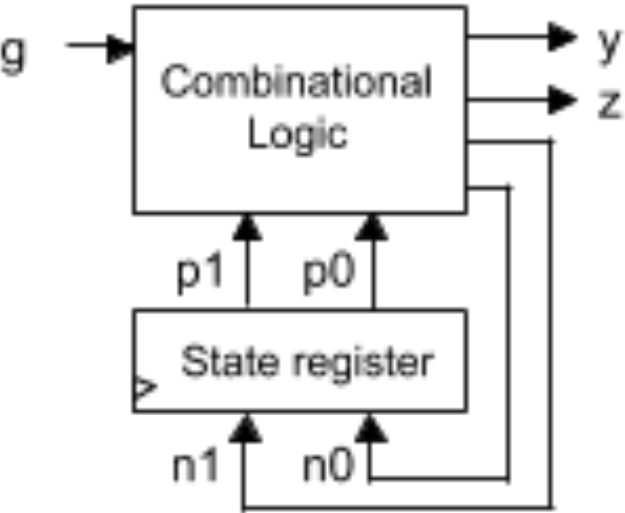 g
Combinational
Logic
y
z
p1
p0
State register
n1
n0